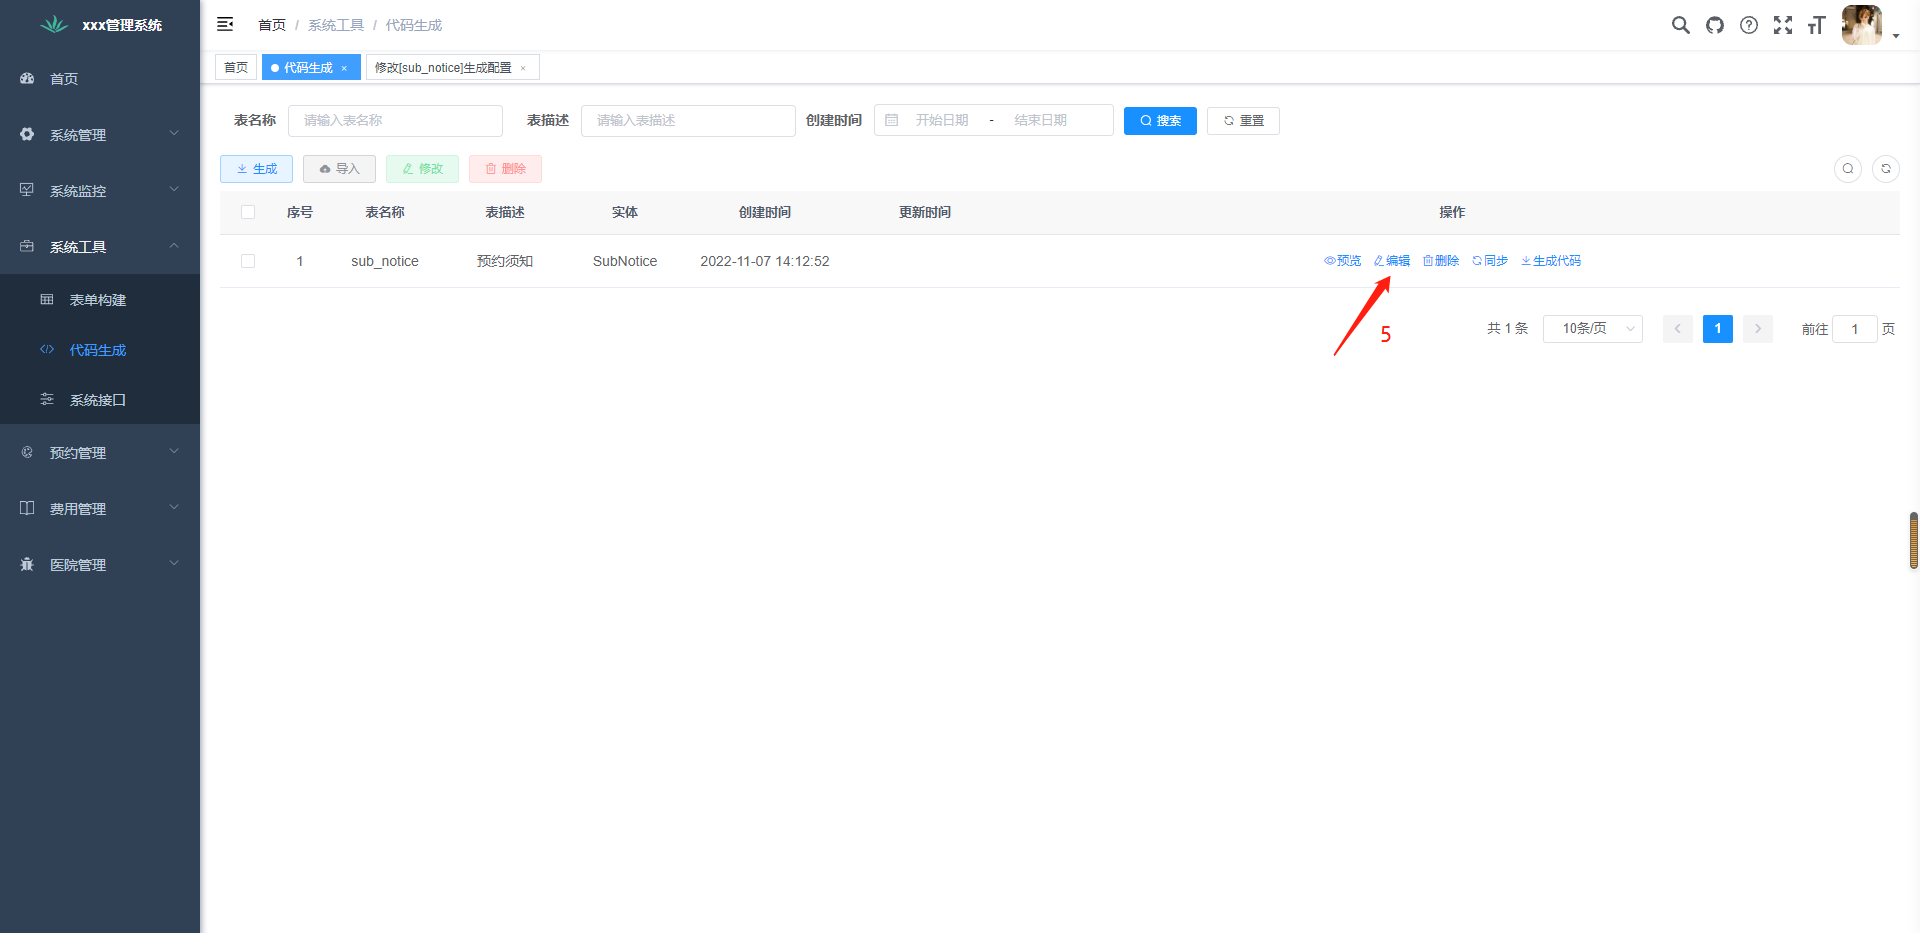 xxx管理系统
首页
系统管理
系统监控
系统工具
表单构建
代码生成
系统接口
预约管理
费用管理
医院管理
首页 / 系统工具 / 代码生成
首页 代码生成 × 修改[sub_notice]生成配置 ×
表名称 请输入表名称 表描述 请输入表描述 创建时间 开始日期 - 结束日期 搜索 重置
生成 导入 修改 删除
序号 表名称 表描述 实体 创建时间 更新时间 操作
1 sub_notice 预约须知 SubNotice 2022-11-07 14:12:52 预览 编辑 删除 同步 生成代码
5
共 1 条 10条/页 1 前往 1 页